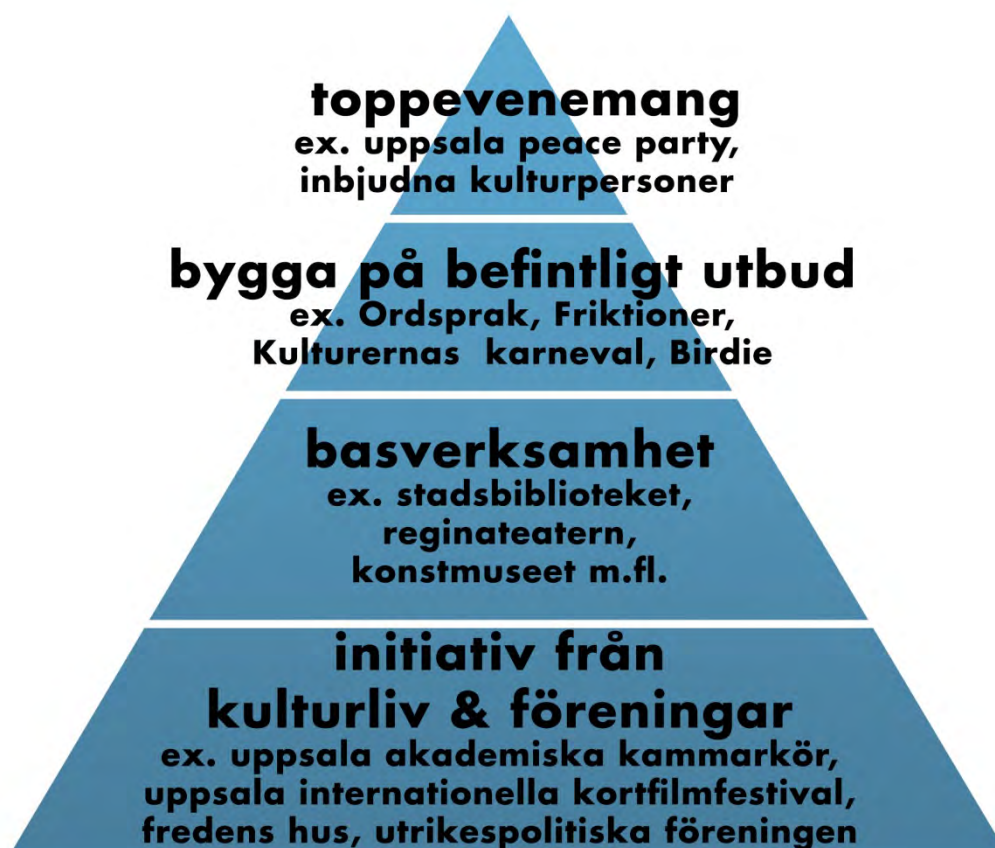 toppevenemang
ex. uppsala peace party,
inbjudna kulturpersoner
bygga på befintligt utbud
ex. Ordsprak, Friktioner,
Kulturernas karneval, Birdie
basverksamhet
ex. stadsbiblioteket,
reginateatern,
konstmuseet m.fl.
initiativ från
kulturliv & föreningar
ex. uppsala akademiska kammarkör,
uppsala internationella kortfilmfestival,
fredens hus, utrikespolitiska föreningen